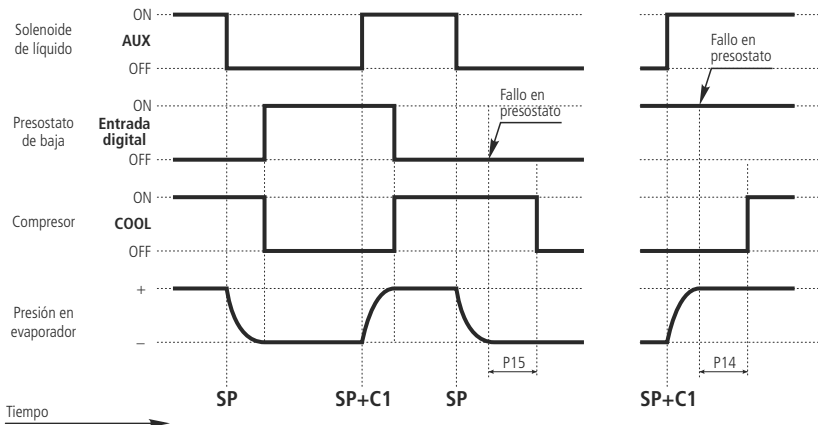 Solenoide
de líquido
AUX
ON
OFF
Fallo en
presostato
Presostato
de baja
Entrada
digital
ON
OFF
Fallo en
presostato
Compresor
COOL
ON
OFF
Presión en
evaporador
+
–
P15
P14
SP
SP+C1
SP
SP+C1
Tiempo